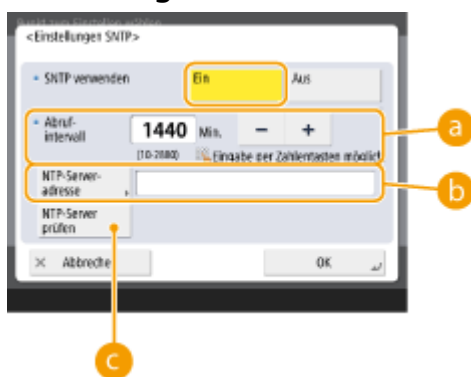 <Einstellungen SNTP>
SNTP verwenden
Ein
Aus
Abruf-
intervall
1440 Min. - +
(10-2880) Eingabe per Zahlentasten möglich
NTP-Server-
adresse
NTP-Server
prüfen
× Abbreche
OK
a
b
c